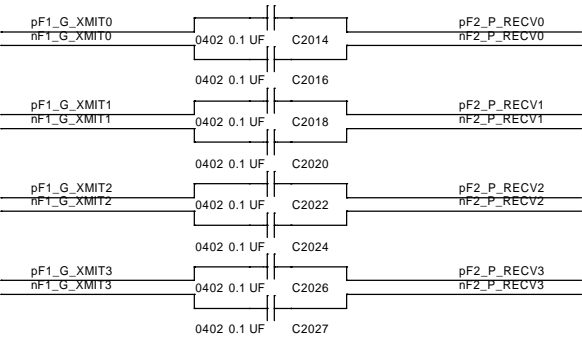 pF1_G_XMIT0 pF2_P_RECV0
nF1_G_XMIT0 nF2_P_RECV0
0402 0.1 UF C2014
0402 0.1 UF C2016
pF1_G_XMIT1 pF2_P_RECV1
nF1_G_XMIT1 nF2_P_RECV1
0402 0.1 UF C2018
0402 0.1 UF C2020
pF1_G_XMIT2 pF2_P_RECV2
nF1_G_XMIT2 nF2_P_RECV2
0402 0.1 UF C2022
0402 0.1 UF C2024
pF1_G_XMIT3 pF2_P_RECV3
nF1_G_XMIT3 nF2_P_RECV3
0402 0.1 UF C2026
0402 0.1 UF C2027